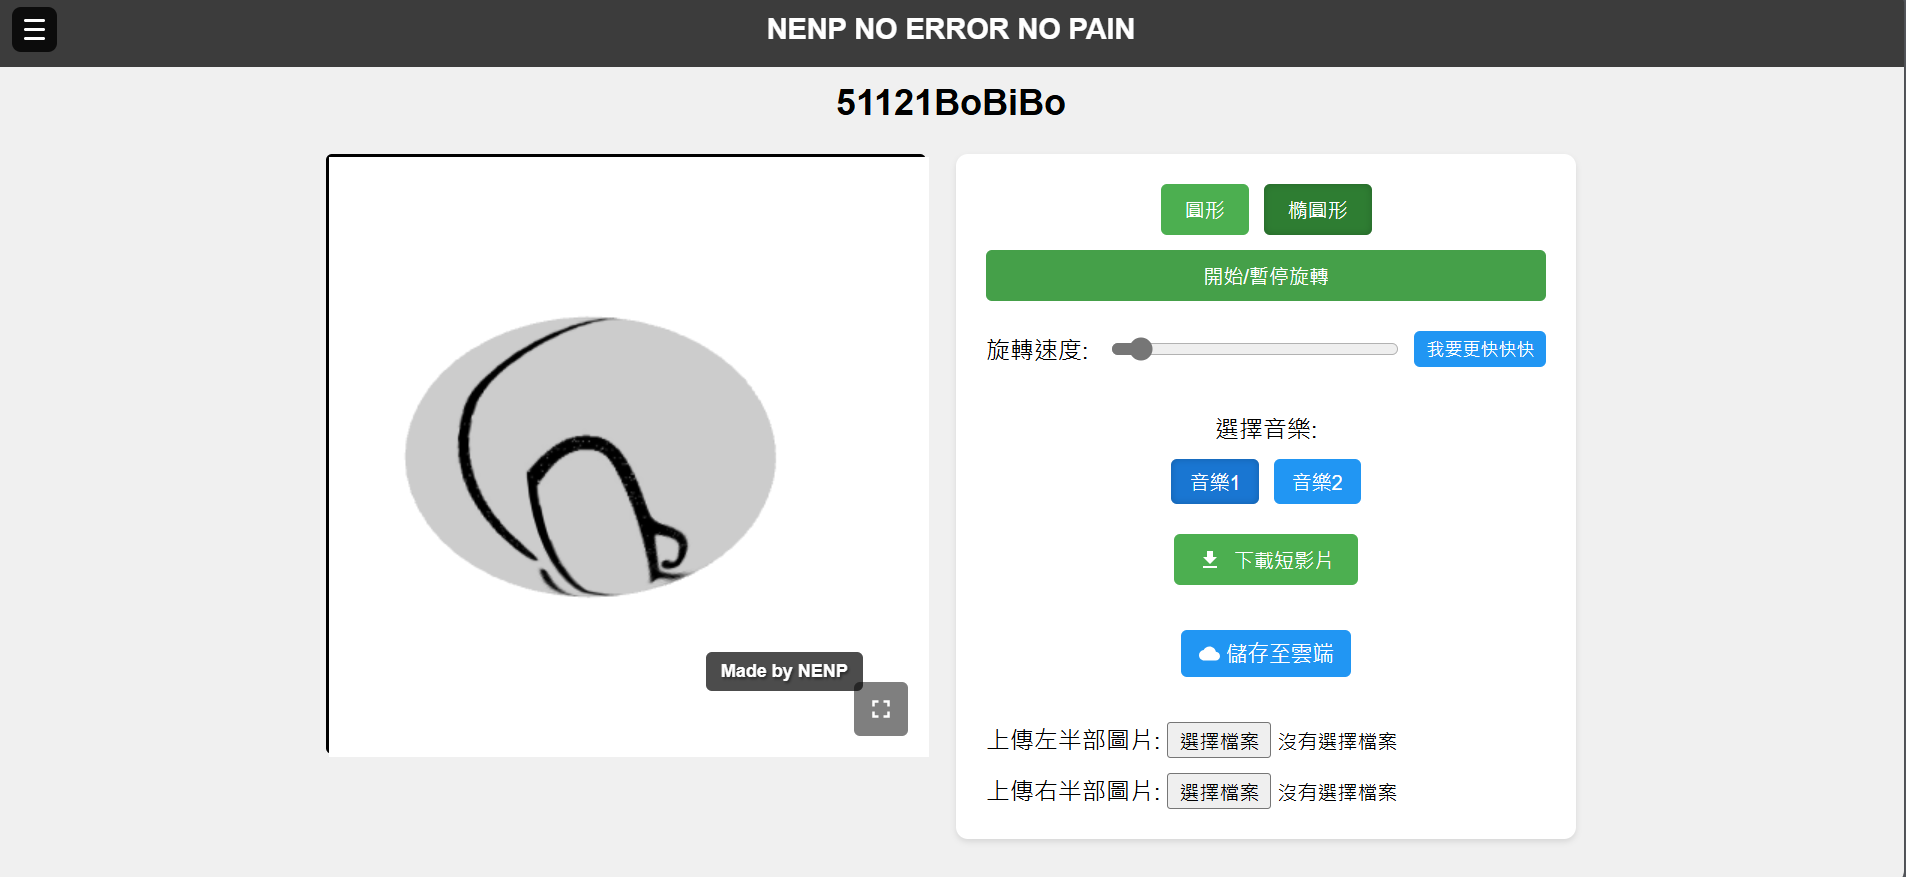 NENP NO ERROR NO PAIN
51121BoBiBo
Made by NENP
圓形
橢圓形
開始/暫停旋轉
旋轉速度:
我要更快快快
選擇音樂:
音樂1
音樂2
下載短影片
儲存至雲端
上傳左半部圖片: 選擇檔案 沒有選擇檔案
上傳右半部圖片: 選擇檔案 沒有選擇檔案